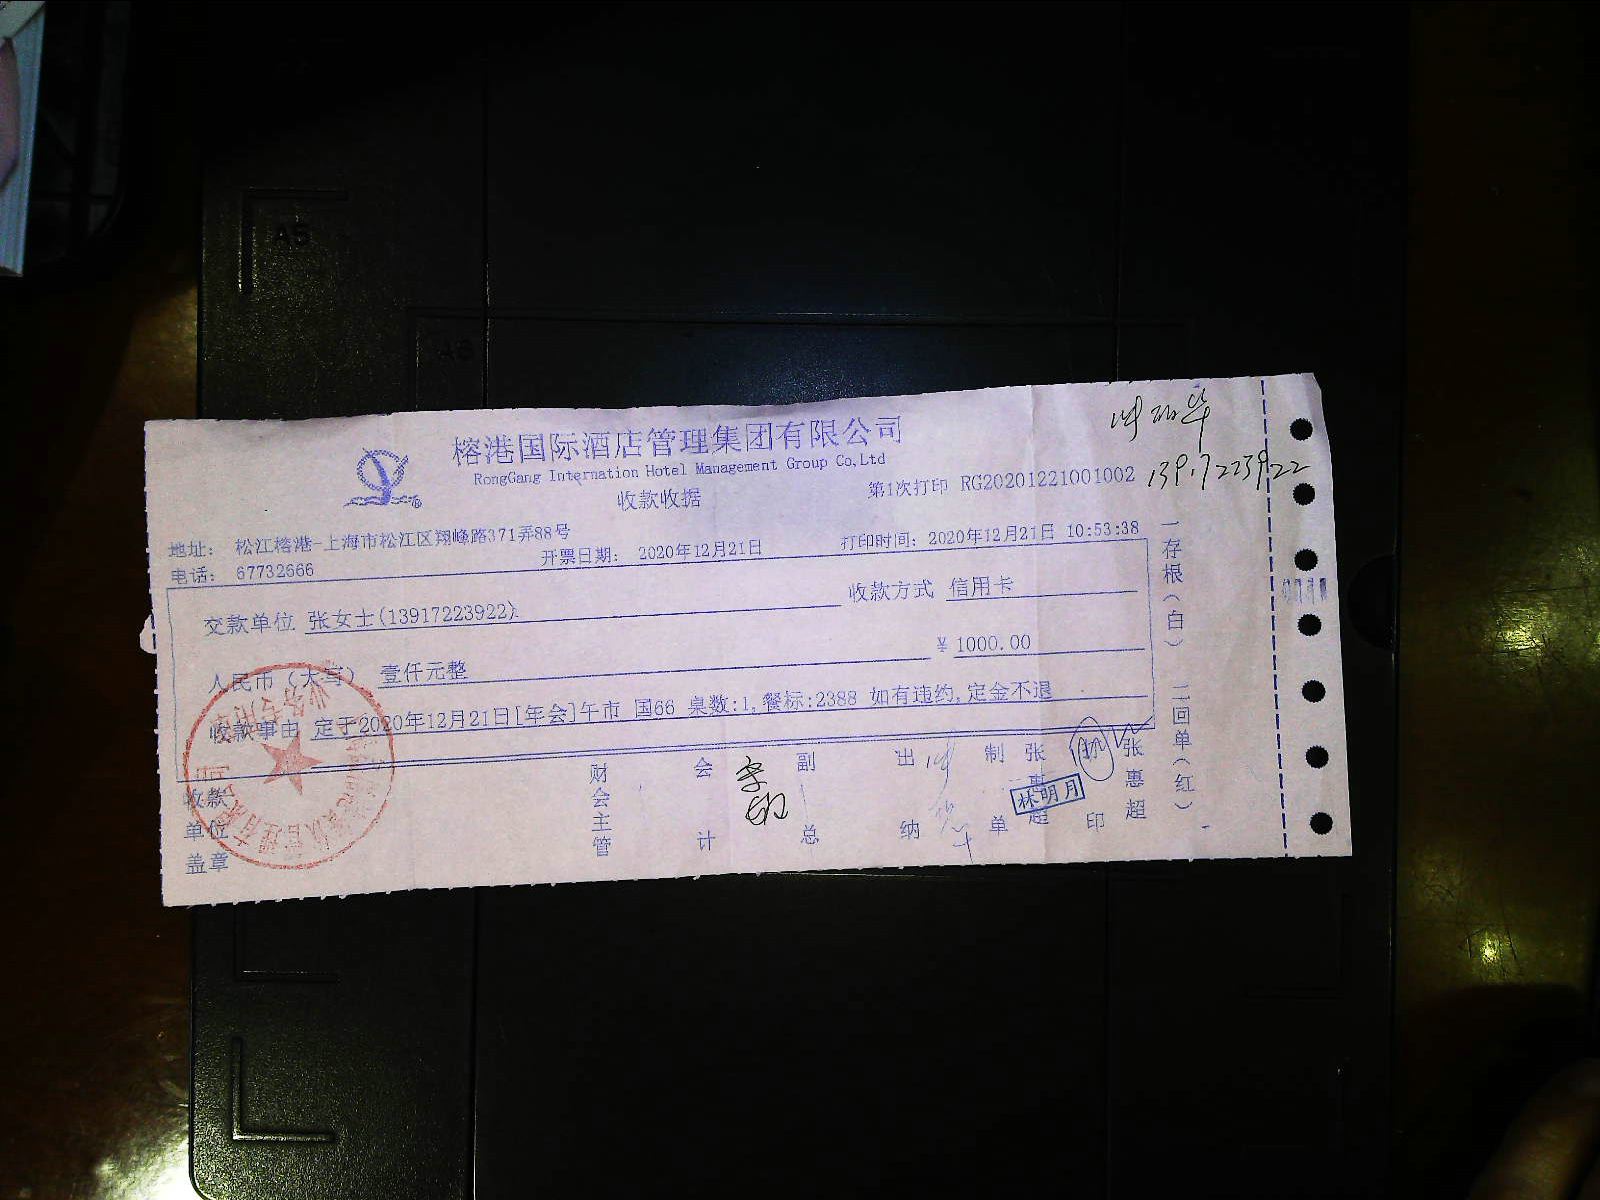 榕港国际酒店管理集团有限公司
RongGang Internation Hotel Management Group Co,Ltd
收款收据
第1次打印 RG20201221001002
139.17223922
地址: 松江榕港-上海市松江区翔峰路371弄88号
电话: 67732666
开票日期: 2020年12月21日
打印时间: 2020年12月21日 10:53:38
交款单位 张女士(13917223922)
收款方式 信用卡
人民币(大写) 壹仟元整
¥ 1000.00
收款事由 定于2020年12月21日[年会]午市 国66 桌数:1,餐标:2388 如有违约,定金不退
收款单位盖章
财会主管
会计
副总
出纳
制单
张惠超
林明月
印
张惠超
一存根(白)
二回单(红)
A5
A6